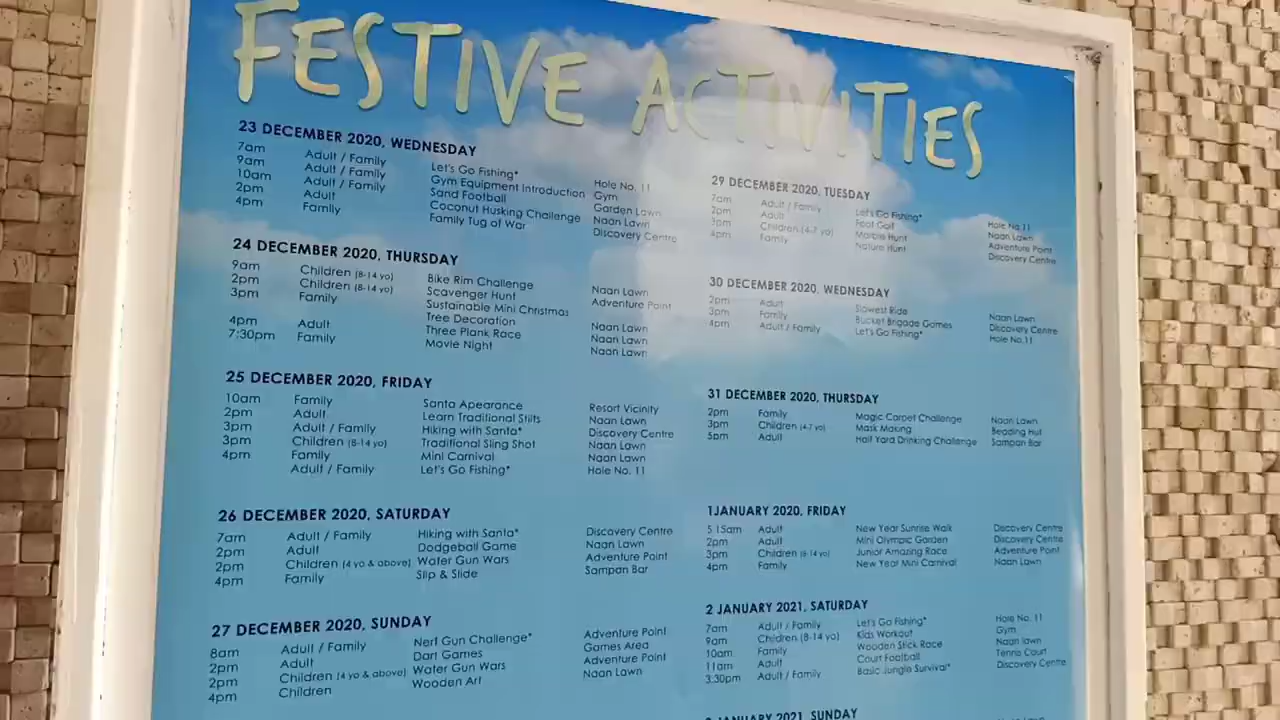 FESTIVE ACTIVITIES
23 DECEMBER 2020, WEDNESDAY
7am Adult / Family Let's Go Fishing* Hole No. 11
9am Adult / Family Gym Equipment Introduction Gym
10am Adult / Family Sand Football Garden Lawn
2pm Adult Coconut Husking Challenge Naan Lawn
4pm Family Family Tug of War Discovery Centre
24 DECEMBER 2020, THURSDAY
9am Children (8-14 yo) Bike Rim Challenge Naan Lawn
2pm Children (8-14 yo) Scavenger Hunt Adventure Point
3pm Family Sustainable Mini Christmas
Tree Decoration Naan Lawn
4pm Adult Three Plank Race Naan Lawn
7:30pm Family Movie Night Naan Lawn
25 DECEMBER 2020, FRIDAY
10am Family Santa Apearance Resort Vicinity
2pm Adult Learn Traditional Stilts Naan Lawn
3pm Adult / Family Hiking with Santa* Discovery Centre
3pm Children (8-14 yo) Traditional Sling Shot Naan Lawn
4pm Family Mini Carnival Naan Lawn
Adult / Family Let's Go Fishing* Hole No. 11
26 DECEMBER 2020, SATURDAY
7am Adult / Family Hiking with Santa* Discovery Centre
2pm Adult Dodgeball Game Naan Lawn
2pm Children (4 yo & above) Water Gun Wars Adventure Point
4pm Family Slip & Slide Sampan Bar
27 DECEMBER 2020, SUNDAY
8am Adult / Family Nerf Gun Challenge* Adventure Point
2pm Adult Dart Games Games Area
2pm Children (4 yo & above) Water Gun Wars Adventure Point
4pm Children Wooden Art Naan Lawn
29 DECEMBER 2020, TUESDAY
7am Adult / Family Let's Go Fishing* Hole No.11
2pm Adult Foot Golf Naan Lawn
3pm Children (4-7 yo) Marble Hunt Adventure Point
4pm Family Nature Hunt Discovery Centre
30 DECEMBER 2020, WEDNESDAY
2pm Adult Slowest Ride Naan Lawn
3pm Family Bucket Brigade Games Discovery Centre
4pm Adult / Family Let's Go Fishing* Hole No.11
31 DECEMBER 2020, THURSDAY
2pm Family Magic Carpet Challenge Naan Lawn
3pm Children (4-7 yo) Mask Making Beading Hut
5pm Adult Half Yard Drinking Challenge Sampan Bar
1JANUARY 2020, FRIDAY
5.15am Adult New Year Sunrise Walk Discovery Centre
2pm Adult Mini Olympic Garden Discovery Centre
3pm Children (8-14 yo) Junior Amazing Race Adventure Point
4pm Family New Year Mini Carnival Naan Lawn
2 JANUARY 2021, SATURDAY
7am Adult / Family Let's Go Fishing* Hole No. 11
9am Children (8-14 yo) Kids Workout Gym
10am Family Wooden Stick Race Naan lawn
11am Adult Court Football Tennis Court
3:30pm Adult / Family Basic Jungle Survival* Discovery Centre
JANUARY 2021, SUNDAY